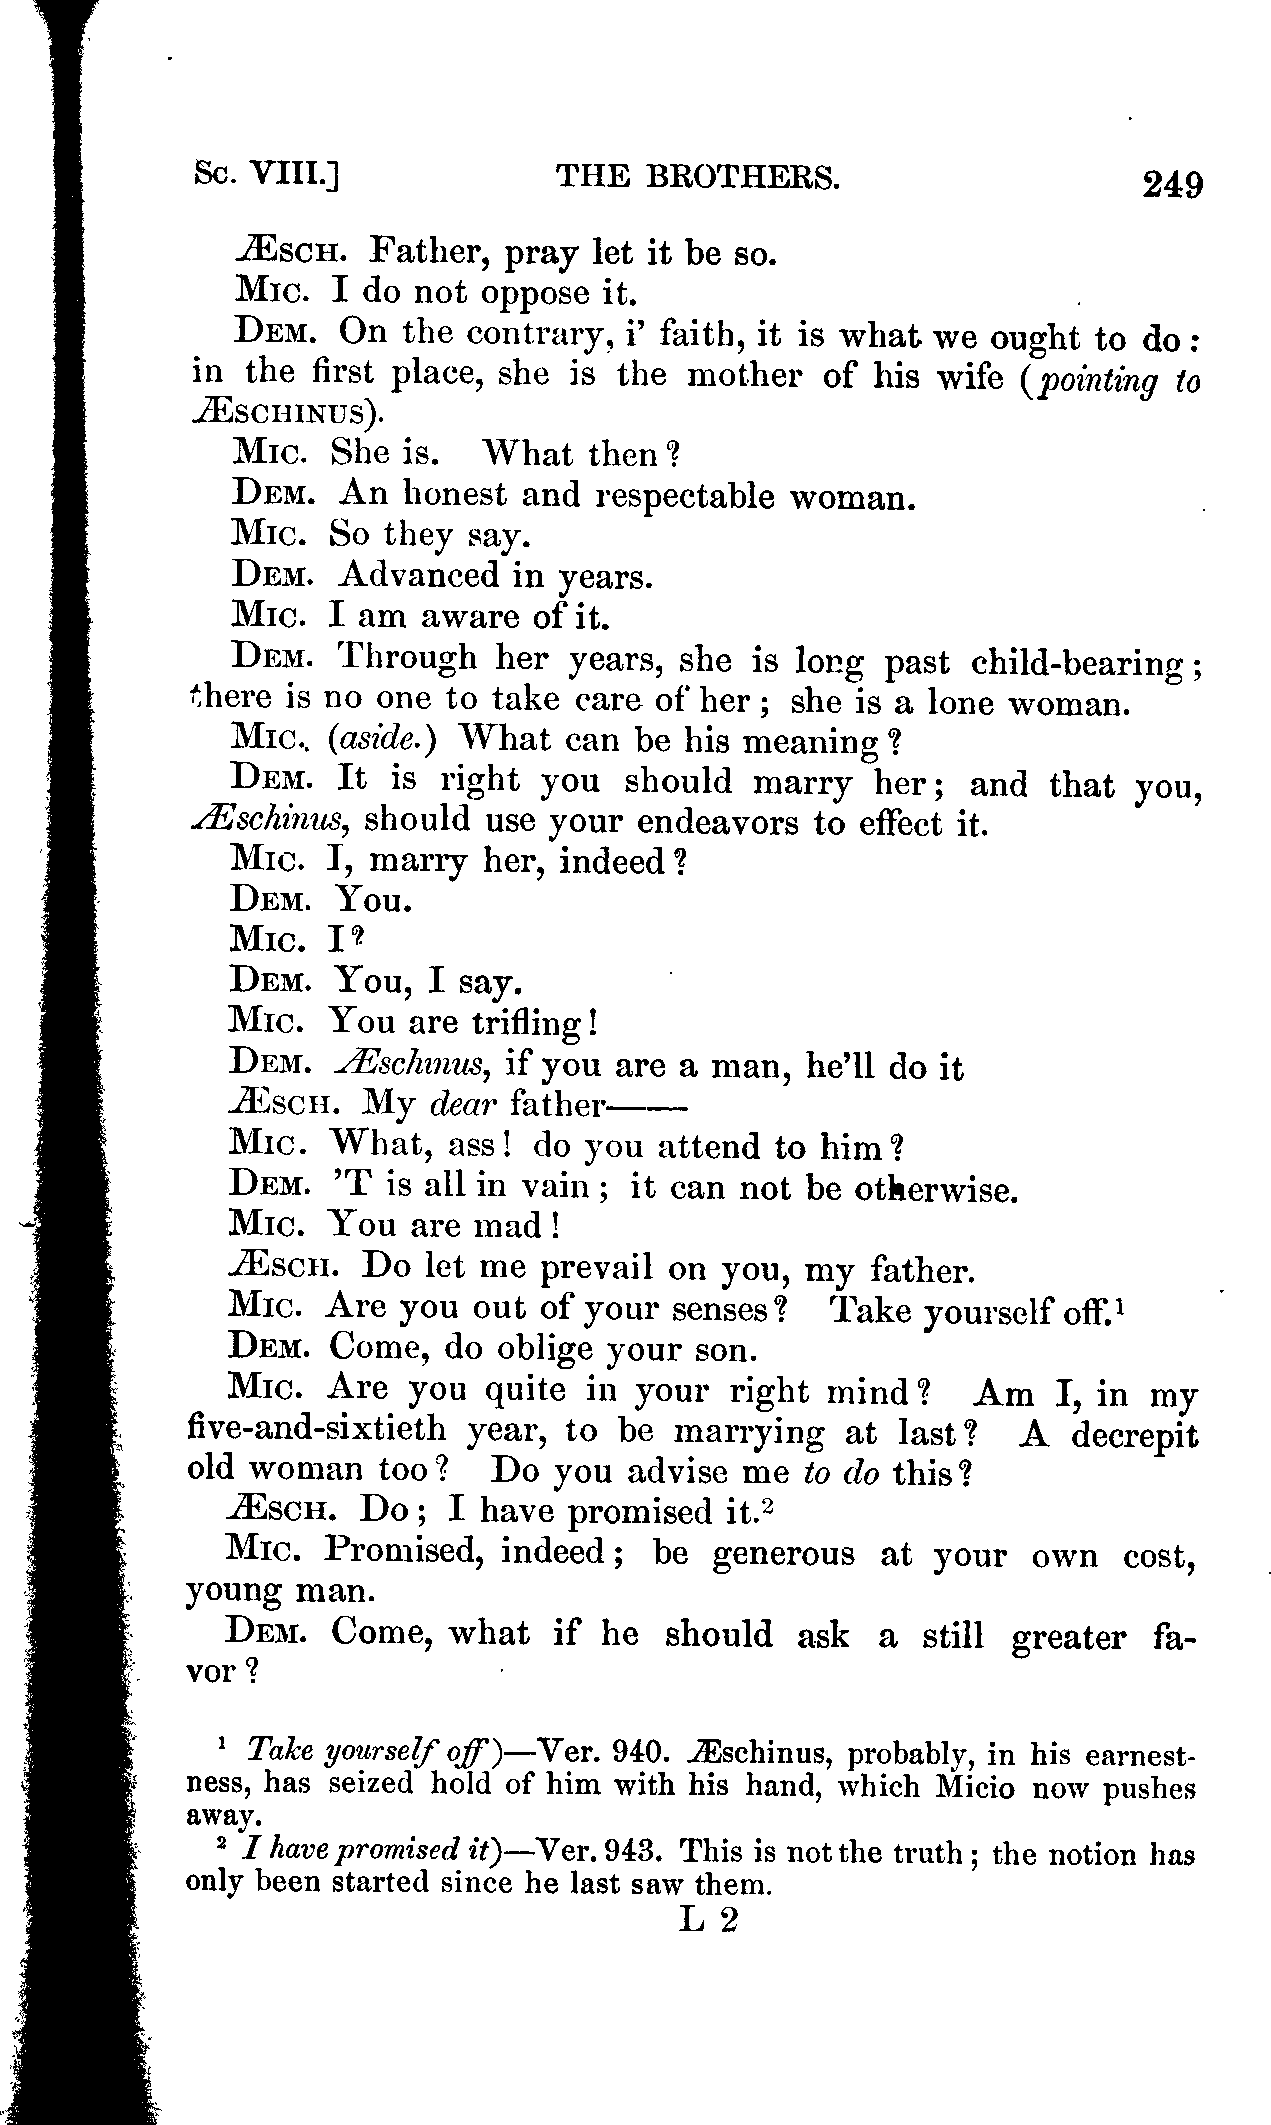 Sc. VIII.] THE BROTHERS. 249
ÆSCH. Father, pray let it be so.
MIC. I do not oppose it.
DEM. On the contrary, i' faith, it is what we ought to do:
in the first place, she is the mother of his wife (pointing to
ÆSCHINUS).
MIC. She is. What then?
DEM. An honest and respectable woman.
MIC. So they say.
DEM. Advanced in years.
MIC. I am aware of it.
DEM. Through her years, she is long past child-bearing;
there is no one to take care of her; she is a lone woman.
MIC. (aside.) What can be his meaning?
DEM. It is right you should marry her; and that you,
Æschinus, should use your endeavors to effect it.
MIC. I, marry her, indeed?
DEM. You.
MIC. I?
DEM. You, I say.
MIC. You are trifling!
DEM. Æschinus, if you are a man, he'll do it
ÆSCH. My dear father——
MIC. What, ass! do you attend to him?
DEM. 'T is all in vain; it can not be otherwise.
MIC. You are mad!
ÆSCH. Do let me prevail on you, my father.
MIC. Are you out of your senses? Take yourself off.¹
DEM. Come, do oblige your son.
MIC. Are you quite in your right mind? Am I, in my
five-and-sixtieth year, to be marrying at last? A decrepit
old woman too? Do you advise me to do this?
ÆSCH. Do; I have promised it.²
MIC. Promised, indeed; be generous at your own cost,
young man.
DEM. Come, what if he should ask a still greater fa-
vor?
¹ Take yourself off)—Ver. 940. Æschinus, probably, in his earnest-
ness, has seized hold of him with his hand, which Micio now pushes
away.
² I have promised it)—Ver. 943. This is not the truth; the notion has
only been started since he last saw them.
L 2